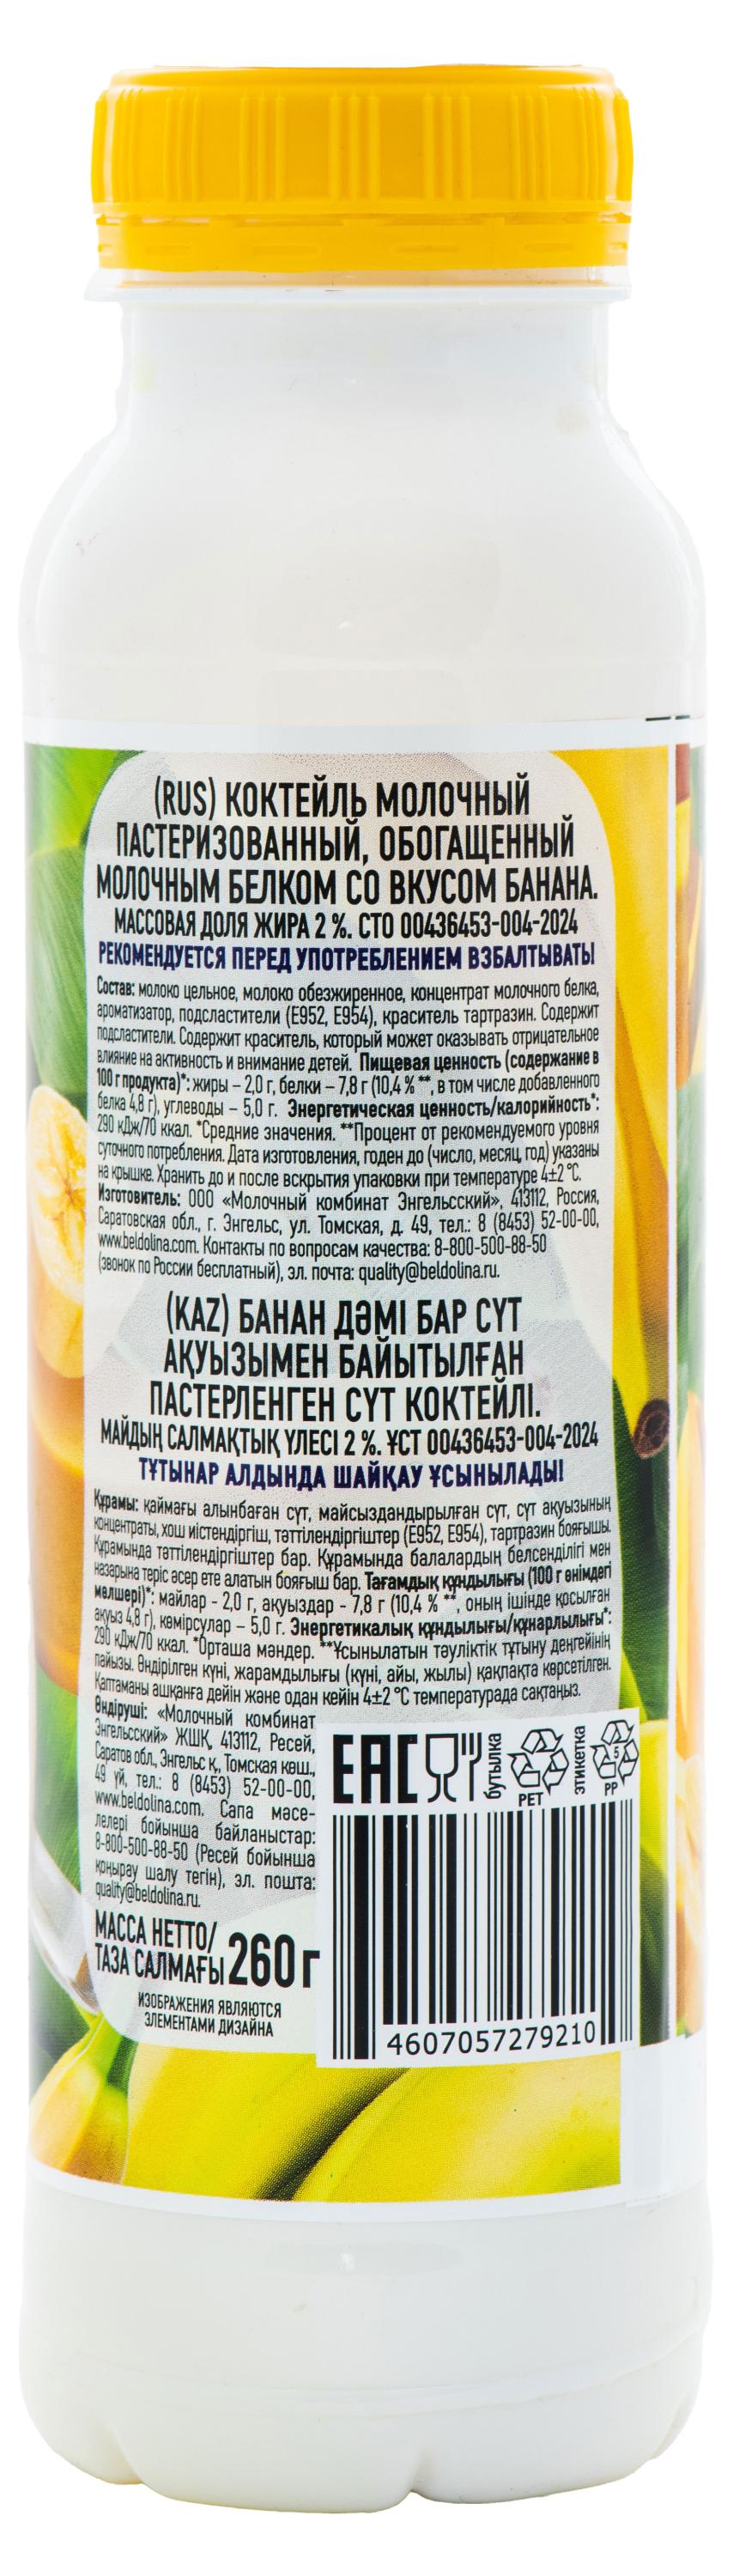 (RUS) КОКТЕЙЛЬ МОЛОЧНЫЙ
ПАСТЕРИЗОВАННЫЙ, ОБОГАЩЕННЫЙ
МОЛОЧНЫМ БЕЛКОМ СО ВКУСОМ БАНАНА.
МАССОВАЯ ДОЛЯ ЖИРА 2 %. СТО 00436453-004-2024
РЕКОМЕНДУЕТСЯ ПЕРЕД УПОТРЕБЛЕНИЕМ ВЗБАЛТЫВАТЬ!
Состав: молоко цельное, молоко обезжиренное, концентрат молочного белка,
ароматизатор, подсластители (Е952, Е954), краситель тартразин. Содержит
подсластители. Содержит краситель, который может оказывать отрицательное
влияние на активность и внимание детей. Пищевая ценность (содержание в
100 г продукта)*: жиры – 2,0 г, белки – 7,8 г (10,4 % **, в том числе добавленного
белка 4,8 г), углеводы – 5,0 г. Энергетическая ценность/калорийность*:
290 кДж/70 ккал. *Средние значения. **Процент от рекомендуемого уровня
суточного потребления. Дата изготовления, годен до (число, месяц, год) указаны
на крышке. Хранить до и после вскрытия упаковки при температуре 4±2 °С.
Изготовитель: ООО «Молочный комбинат Энгельсский», 413112, Россия,
Саратовская обл., г. Энгельс, ул. Томская, д. 49, тел.: 8 (8453) 52-00-00,
www.beldolina.com. Контакты по вопросам качества: 8-800-500-88-50
(звонок по России бесплатный), эл. почта: quality@beldolina.ru.
(KAZ) БАНАН ДӘМІ БАР СҮТ
АҚУЫЗЫМЕН БАЙЫТЫЛҒАН
ПАСТЕРЛЕНГЕН СҮТ КОКТЕЙЛІ.
МАЙДЫҢ САЛМАҚТЫҚ ҮЛЕСІ 2 %. ҰСТ 00436453-004-2024
ТҰТЫНАР АЛДЫНДА ШАЙҚАУ ҰСЫНЫЛАДЫ!
Құрамы: қаймағы алынбаған сүт, майсыздандырылған сүт, сүт ақуызының
концентраты, хош иістендіргіш, тәттілендіргіштер (Е952, Е954), тартразин бояғышы.
Құрамында тәттілендіргіштер бар. Құрамында балалардың белсенділігі мен
назарына теріс әсер ете алатын бояғыш бар. Тағамдық құндылығы (100 г өнімдегі
мөлшері)*: майлар - 2,0 г, ақуыздар - 7,8 г (10,4 % **, оның ішінде қосылған
ақуыз 4,8 г), көмірсулар – 5,0 г. Энергетикалық құндылығы/құнарлылығы*:
290 кДж/70 ккал. *Орташа мәндер. **Ұсынылатын тәуліктік тұтыну деңгейінің
пайызы. Өндірілген күні, жарамдылығы (күні, айы, жылы) қақпақта көрсетілген.
Қаптаманы ашқанға дейін және одан кейін 4±2 °С температурада сақтаңыз.
Өндіруші: «Молочный комбинат
Энгельсский» ЖШҚ, 413112, Ресей,
Саратов обл., Энгельс қ., Томская көш.,
49 үй, тел.: 8 (8453) 52-00-00,
www.beldolina.com. Сапа мәсе-
лелері бойынша байланыстар:
8-800-500-88-50 (Ресей бойынша
қоңырау шалу тегін), эл. пошта:
quality@beldolina.ru.
ЕАС
бутылка
PET
этикетка
5
PP
МАССА НЕТТО/
ТАЗА САЛМАҒЫ 260 г
ИЗОБРАЖЕНИЯ ЯВЛЯЮТСЯ
ЭЛЕМЕНТАМИ ДИЗАЙНА
4607057279210